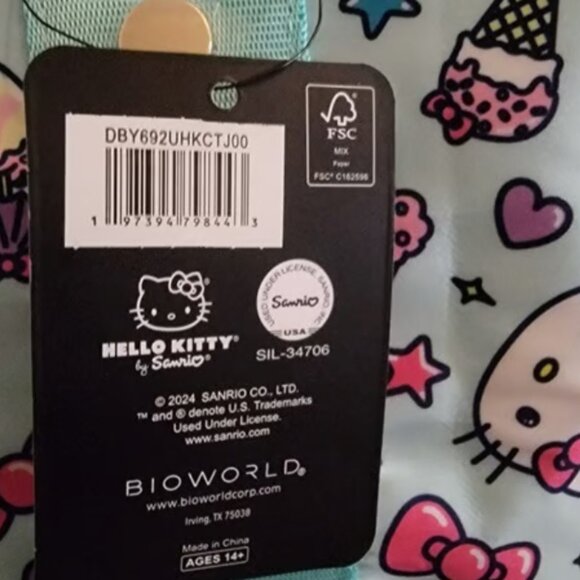 DBY692UHKCTJ00
1 97394 79844 3
FSC
MIX
Paper
FSC® C162596
HELLO KITTY®
by Sanrio®
USED UNDER LICENSE, SANRIO, INC.
Sanrio
USA
SIL-34706
© 2024 SANRIO CO., LTD.
™ and ® denote U.S. Trademarks
Used Under License.
www.sanrio.com
BIOWORLD®
www.bioworldcorp.com
Irving, TX 75038
Made in China
AGES 14+